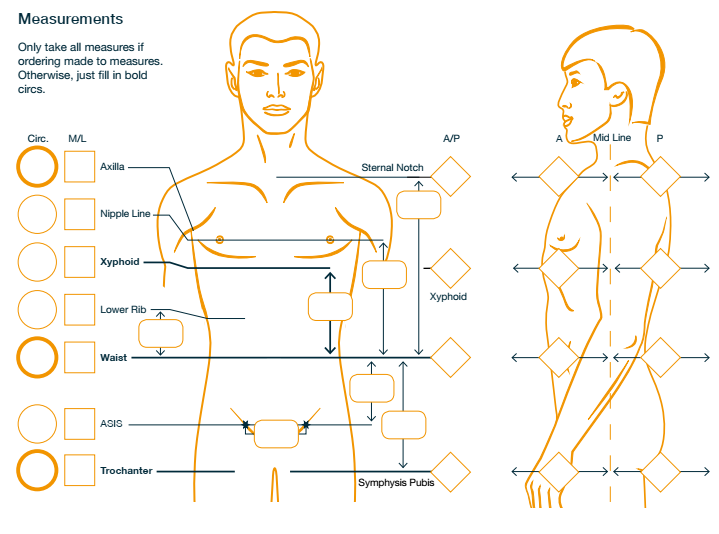 Measurements
Only take all measures if
ordering made to measures.
Otherwise, just fill in bold
circs.
Circ. M/L A/P A Mid Line P
Axilla Sternal Notch
Nipple Line
Xyphoid
Xyphoid
Lower Rib
Waist
ASIS
Trochanter
Symphysis Pubis